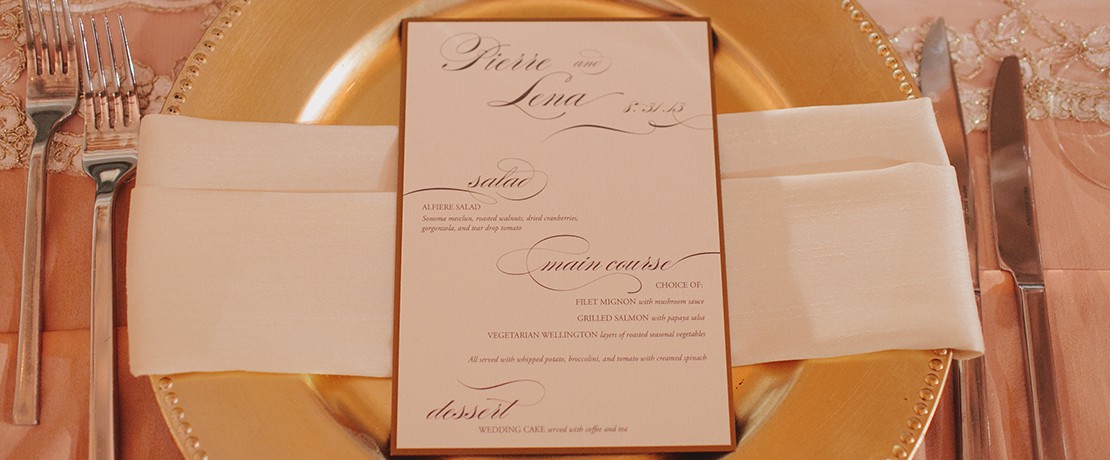 Pierre and
&
Lena
8.31.13
salad
ALFIERE SALAD
Sonoma mesclun, roasted walnuts, dried cranberries,
gorgonzola, and tear drop tomato
main course
CHOICE OF:
FILET MIGNON with mushroom sauce
GRILLED SALMON with papaya salsa
VEGETARIAN WELLINGTON layers of roasted seasonal vegetables
All served with whipped potato, broccolini, and tomato with creamed spinach
dessert
WEDDING CAKE served with coffee and tea